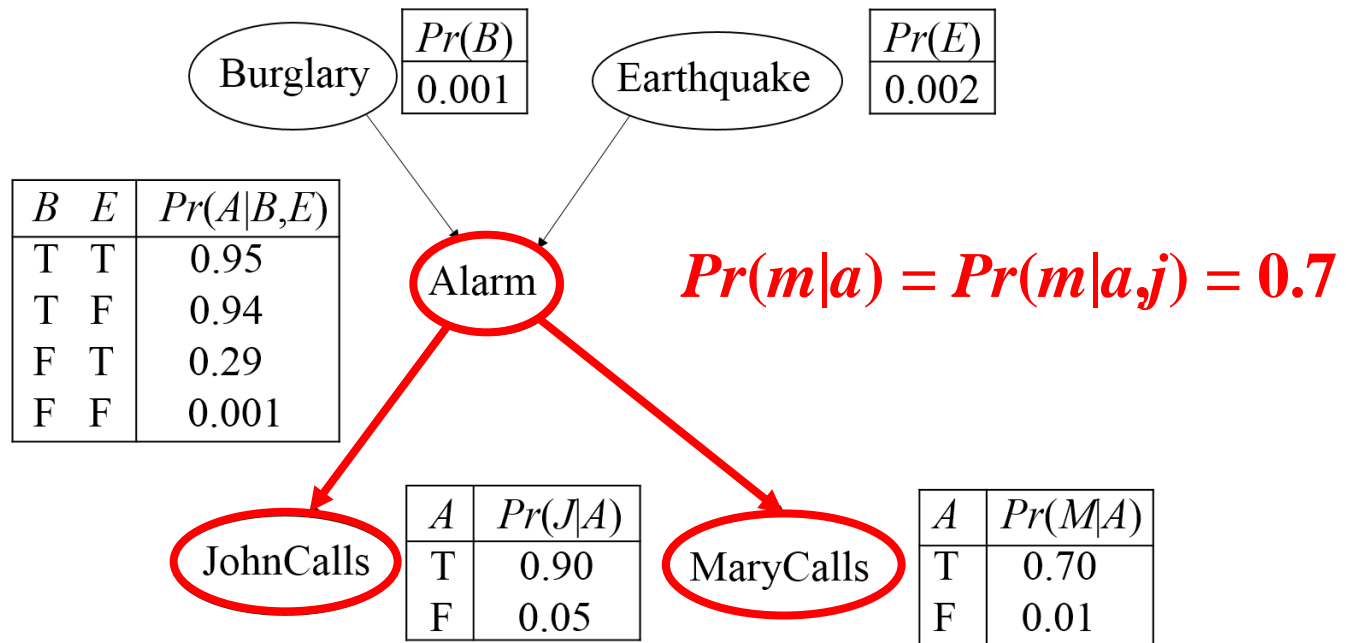 Burglary
Pr(B)
0.001
Earthquake
Pr(E)
0.002
B E Pr(A|B,E)
T T 0.95
T F 0.94
F T 0.29
F F 0.001
Alarm
Pr(m|a) = Pr(m|a,j) = 0.7
JohnCalls
A Pr(J|A)
T 0.90
F 0.05
MaryCalls
A Pr(M|A)
T 0.70
F 0.01